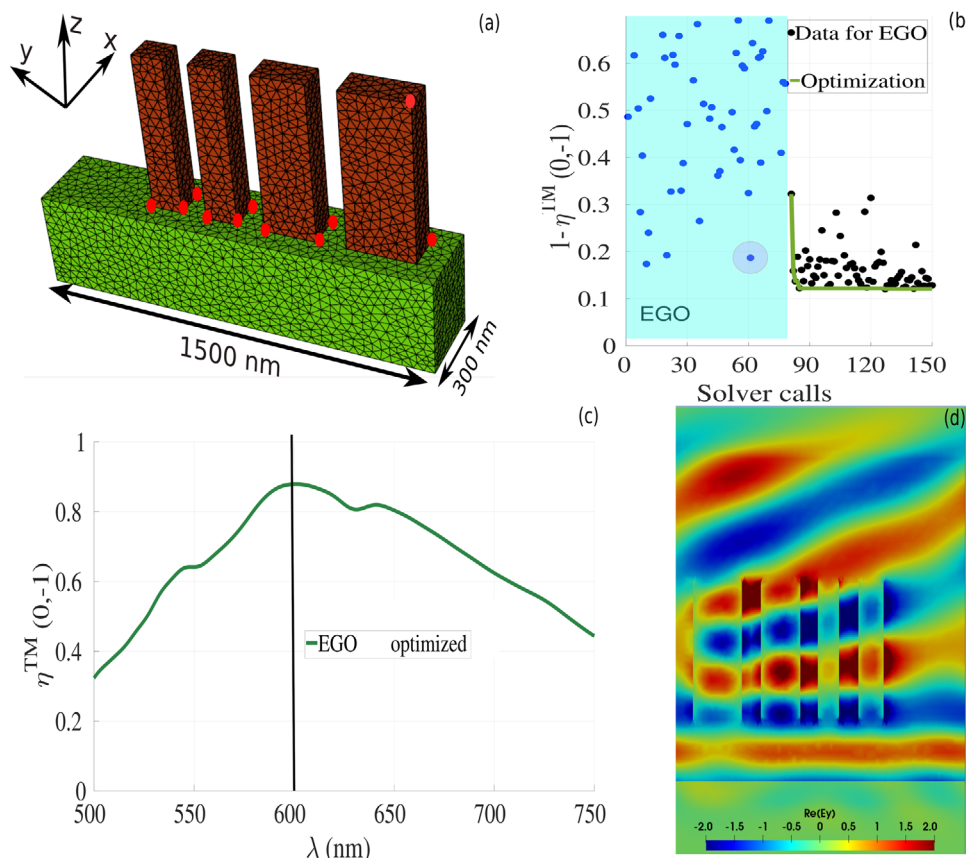 (a)
z
y
x
1500 nm
300 nm
(b)
Data for EGO
Optimization
1- η^TM (0,-1)
0.6
0.5
0.4
0.3
0.2
0.1
0
EGO
0
30
60
90
120
150
Solver calls
(c)
η^TM (0,-1)
1
0.8
0.6
0.4
0.2
0
EGO optimized
500
550
600
650
700
750
λ (nm)
(d)
Re(Ey)
-2.0 -1.5 -1 -0.5 0 0.5 1 1.5 2.0